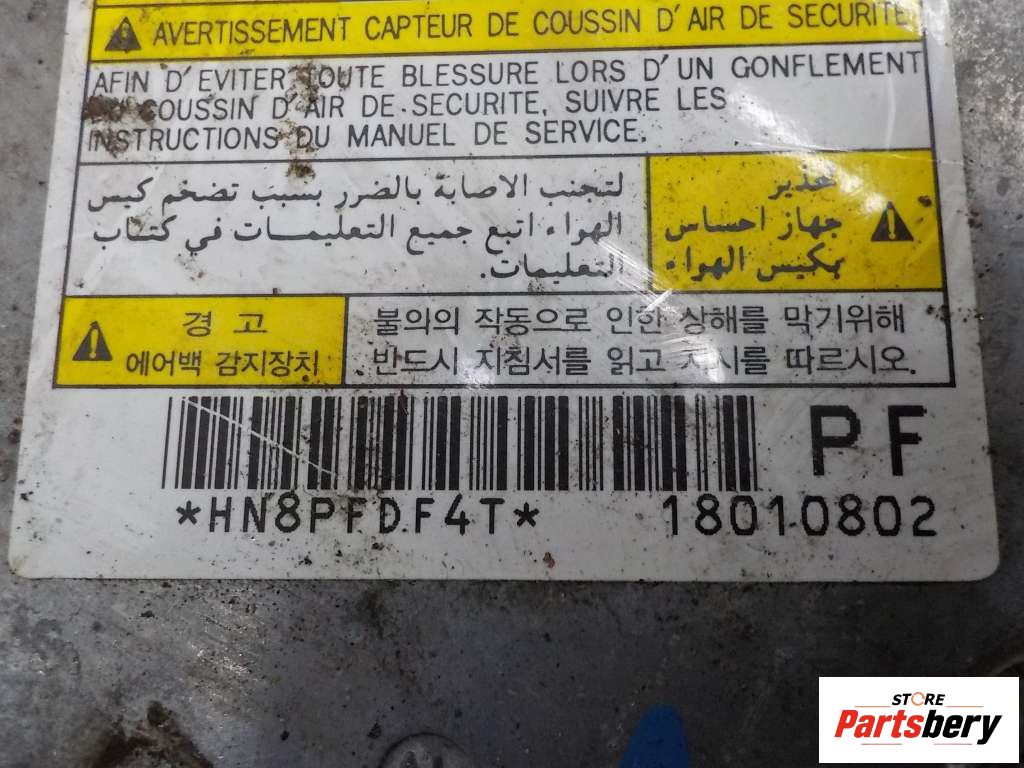 AVERTISSEMENT CAPTEUR DE COUSSIN D'AIR DE SECURITE
AFIN D'EVITER TOUTE BLESSURE LORS D'UN GONFLEMENT
DU COUSSIN D'AIR DE SECURITE, SUIVRE LES
INSTRUCTIONS DU MANUEL DE SERVICE.
تحذير
جهاز احساس
بكيس الهواء
لتجنب الاصابة بالضرر بسبب تضخم كيس
الهواء اتبع جميع التعليمات في كتاب
التعليمات.
경고
에어백 감지장치
불의의 작동으로 인한 상해를 막기위해
반드시 지침서를 읽고 지시를 따르시오.
PF
*HN8PFDF4T* 18010802
STORE
Partsbery